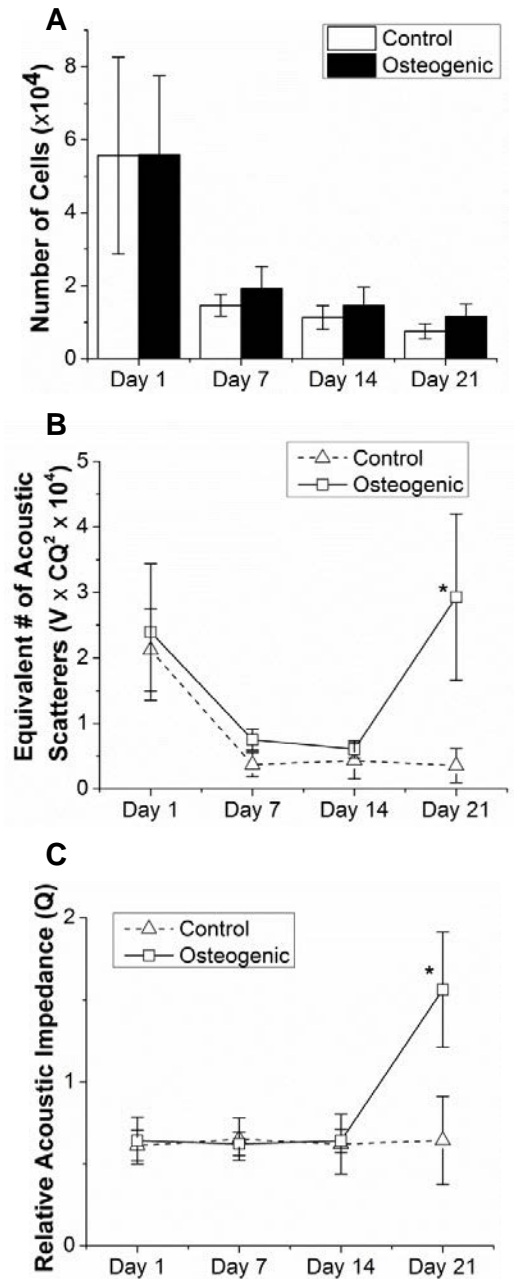 A
Control
Osteogenic
Number of Cells (x10⁴)
8
6
4
2
0
Day 1 Day 7 Day 14 Day 21
B
Control
Osteogenic
Equivalent # of Acoustic
Scatterers (V x CQ² x 10⁴)
5
4
3
2
1
0
*
Day 1 Day 7 Day 14 Day 21
C
Control
Osteogenic
Relative Acoustic Impedance (Q)
2
1
0
*
Day 1 Day 7 Day 14 Day 21